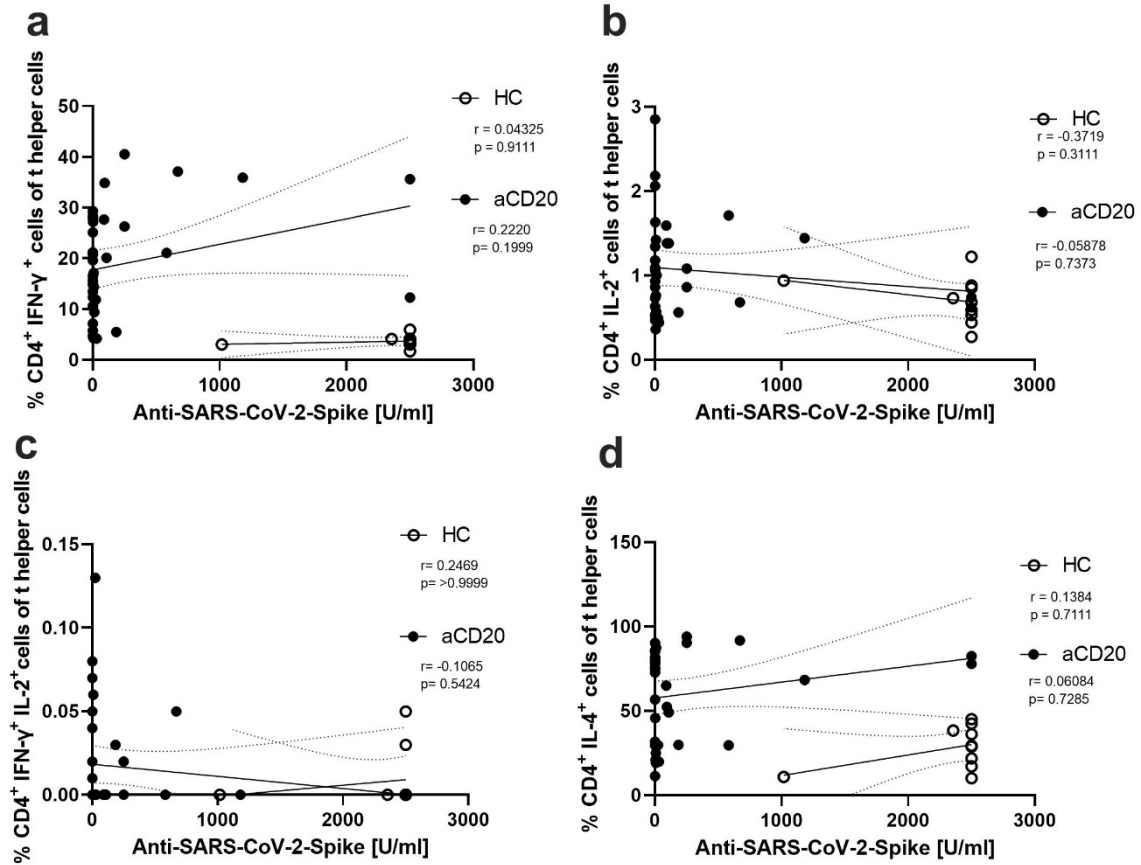 a
% CD4⁺ IFN-γ⁺ cells of t helper cells
50
40
30
20
10
0
0 1000 2000 3000
Anti-SARS-CoV-2-Spike [U/ml]
HC
r = 0.04325
p = 0.9111
aCD20
r= 0.2220
p= 0.1999
b
% CD4⁺ IL-2⁺ cells of t helper cells
3
2
1
0
0 1000 2000 3000
Anti-SARS-CoV-2-Spike [U/ml]
HC
r = -0.3719
p = 0.3111
aCD20
r= -0.05878
p= 0.7373
c
% CD4⁺ IFN-γ⁺ IL-2⁺cells of t helper cells
0.15
0.10
0.05
0.00
0 1000 2000 3000
Anti-SARS-CoV-2-Spike [U/ml]
HC
r= 0.2469
p= >0.9999
aCD20
r= -0.1065
p= 0.5424
d
% CD4⁺ IL-4⁺ cells of t helper cells
150
100
50
0
0 1000 2000 3000
Anti-SARS-CoV-2-Spike [U/ml]
HC
r = 0.1384
p = 0.7111
aCD20
r= 0.06084
p= 0.7285